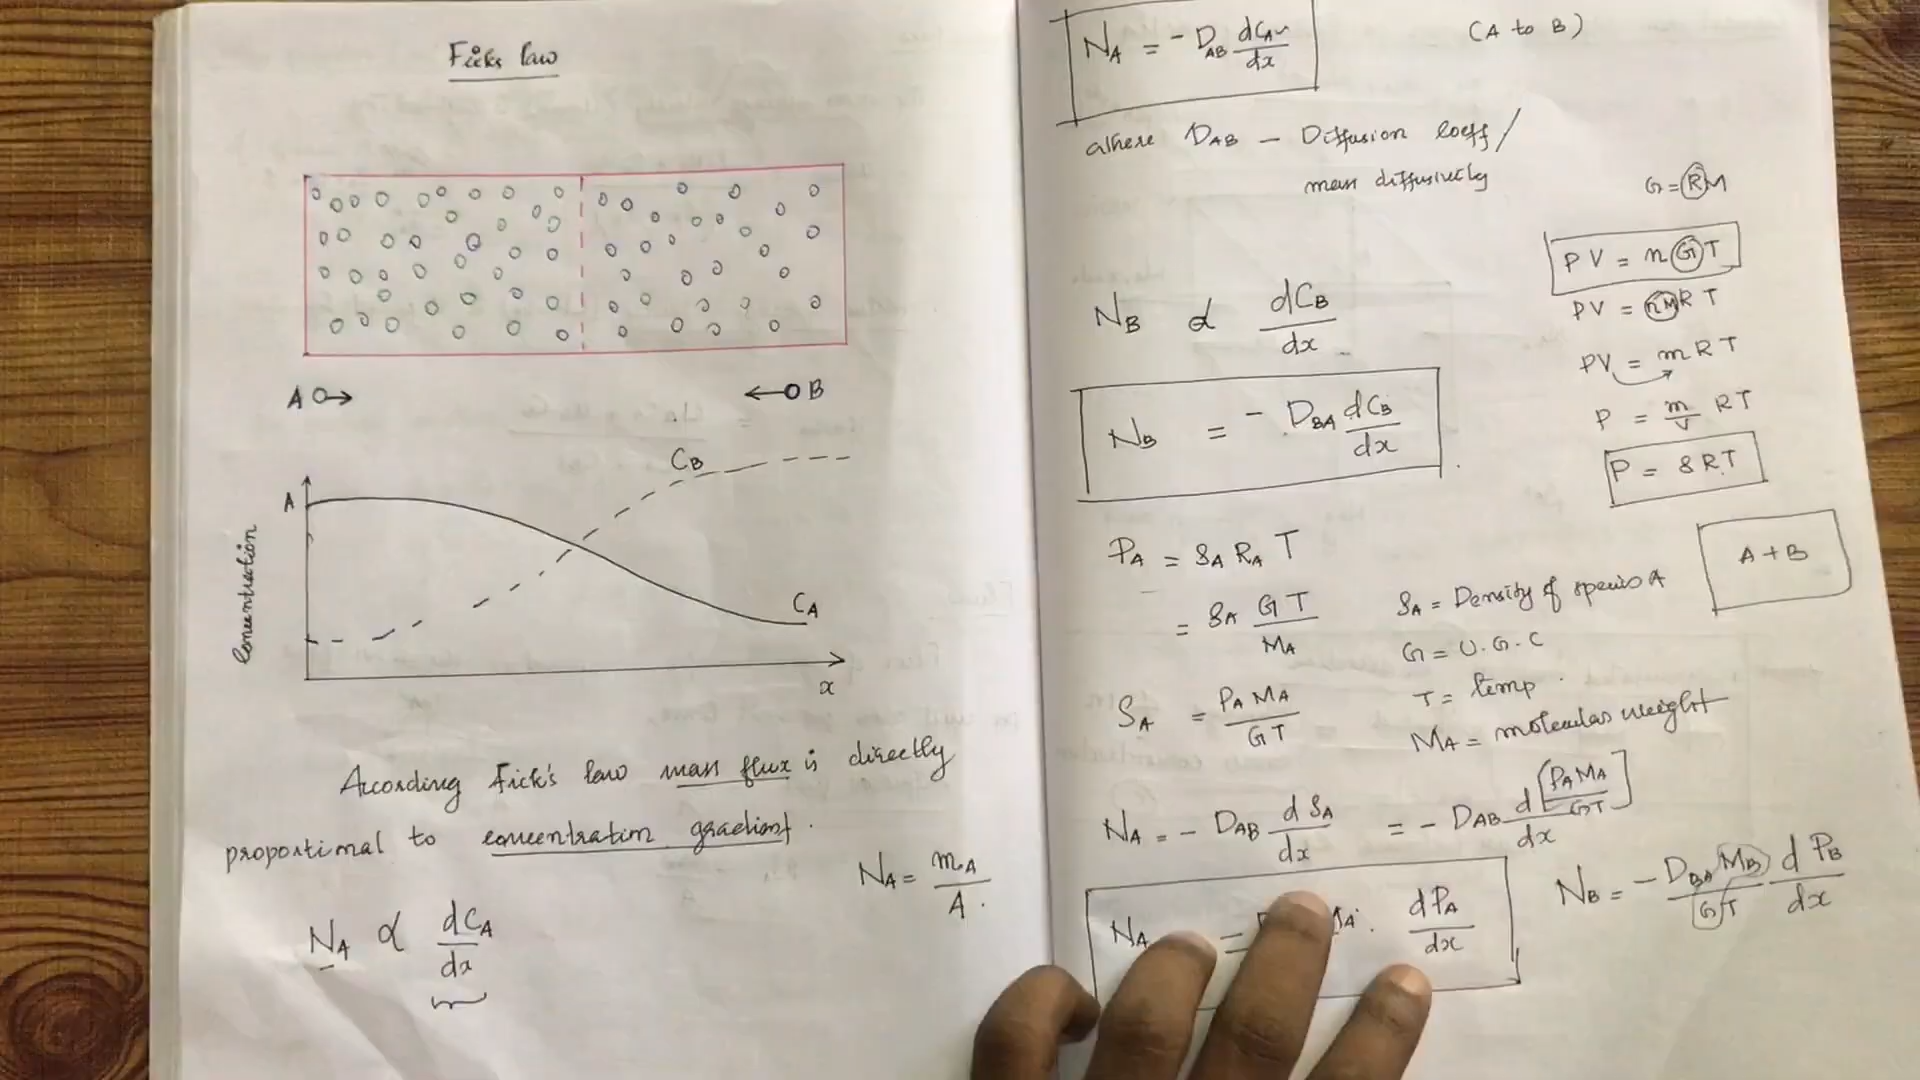 Ficks law
A B
Concentration
A
CB
CA
x
According Fick's law mass flux is directly
proportional to concentration gradient.
NA ∝ dCA/dx
NA = mA/A.
NA = - DAB dCA/dx
(A to B)
where DAB - Diffusion coeff/
mass diffusivity
NB ∝ dCB/dx
NB = - DBA dCB/dx
G = RM
PV = nGT
PV = nMRT
PV = mRT
P = m/V RT
P = ρRT
A + B
PA = ρA RA T
= ρA GT/MA
ρA = PA MA/GT
ρA = Density of species A
G = U.G.C
T = temp.
MA = molecular weight
NA = - DAB dρA/dx = - DAB d/dx [PA MA/GT]
NA = MA. dPA/dx
NB = - DBA MB/GT dPB/dx